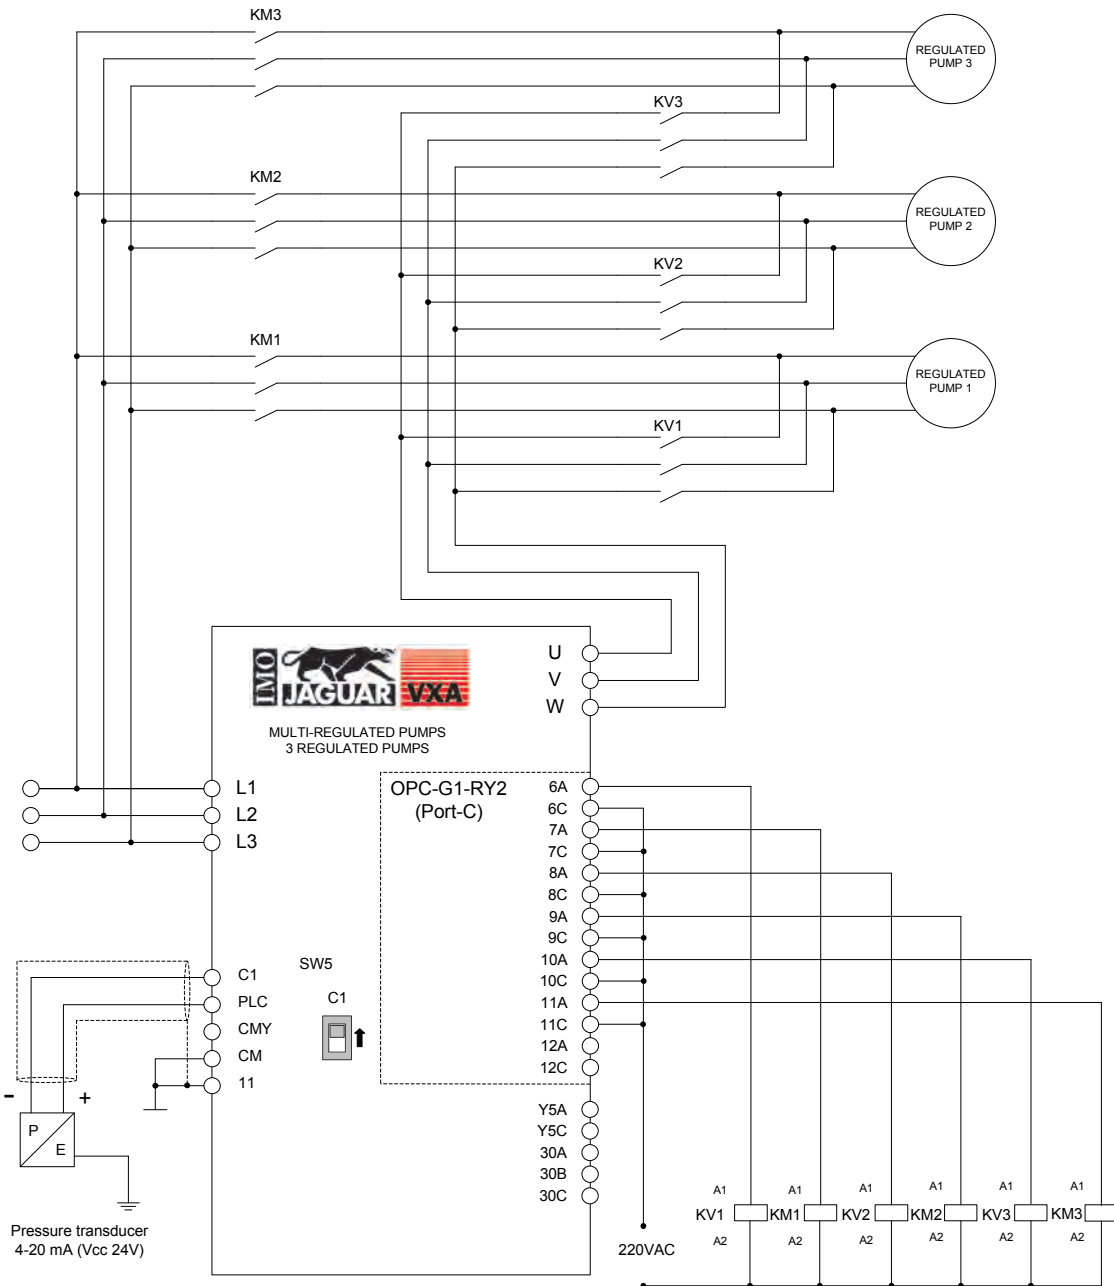 KM3
REGULATED
PUMP 3
KV3
KM2
REGULATED
PUMP 2
KV2
KM1
REGULATED
PUMP 1
KV1
IMO JAGUAR VXA
MULTI-REGULATED PUMPS
3 REGULATED PUMPS
U
V
W
L1
L2
L3
OPC-G1-RY2
(Port-C)
6A
6C
7A
7C
8A
8C
9A
9C
10A
10C
11A
11C
12A
12C
Y5A
Y5C
30A
30B
30C
C1
PLC
CMY
CM
11
SW5
C1
- +
P
E
Pressure transducer
4-20 mA (Vcc 24V)
220VAC
A1 A1 A1 A1 A1 A1
KV1 KM1 KV2 KM2 KV3 KM3
A2 A2 A2 A2 A2 A2